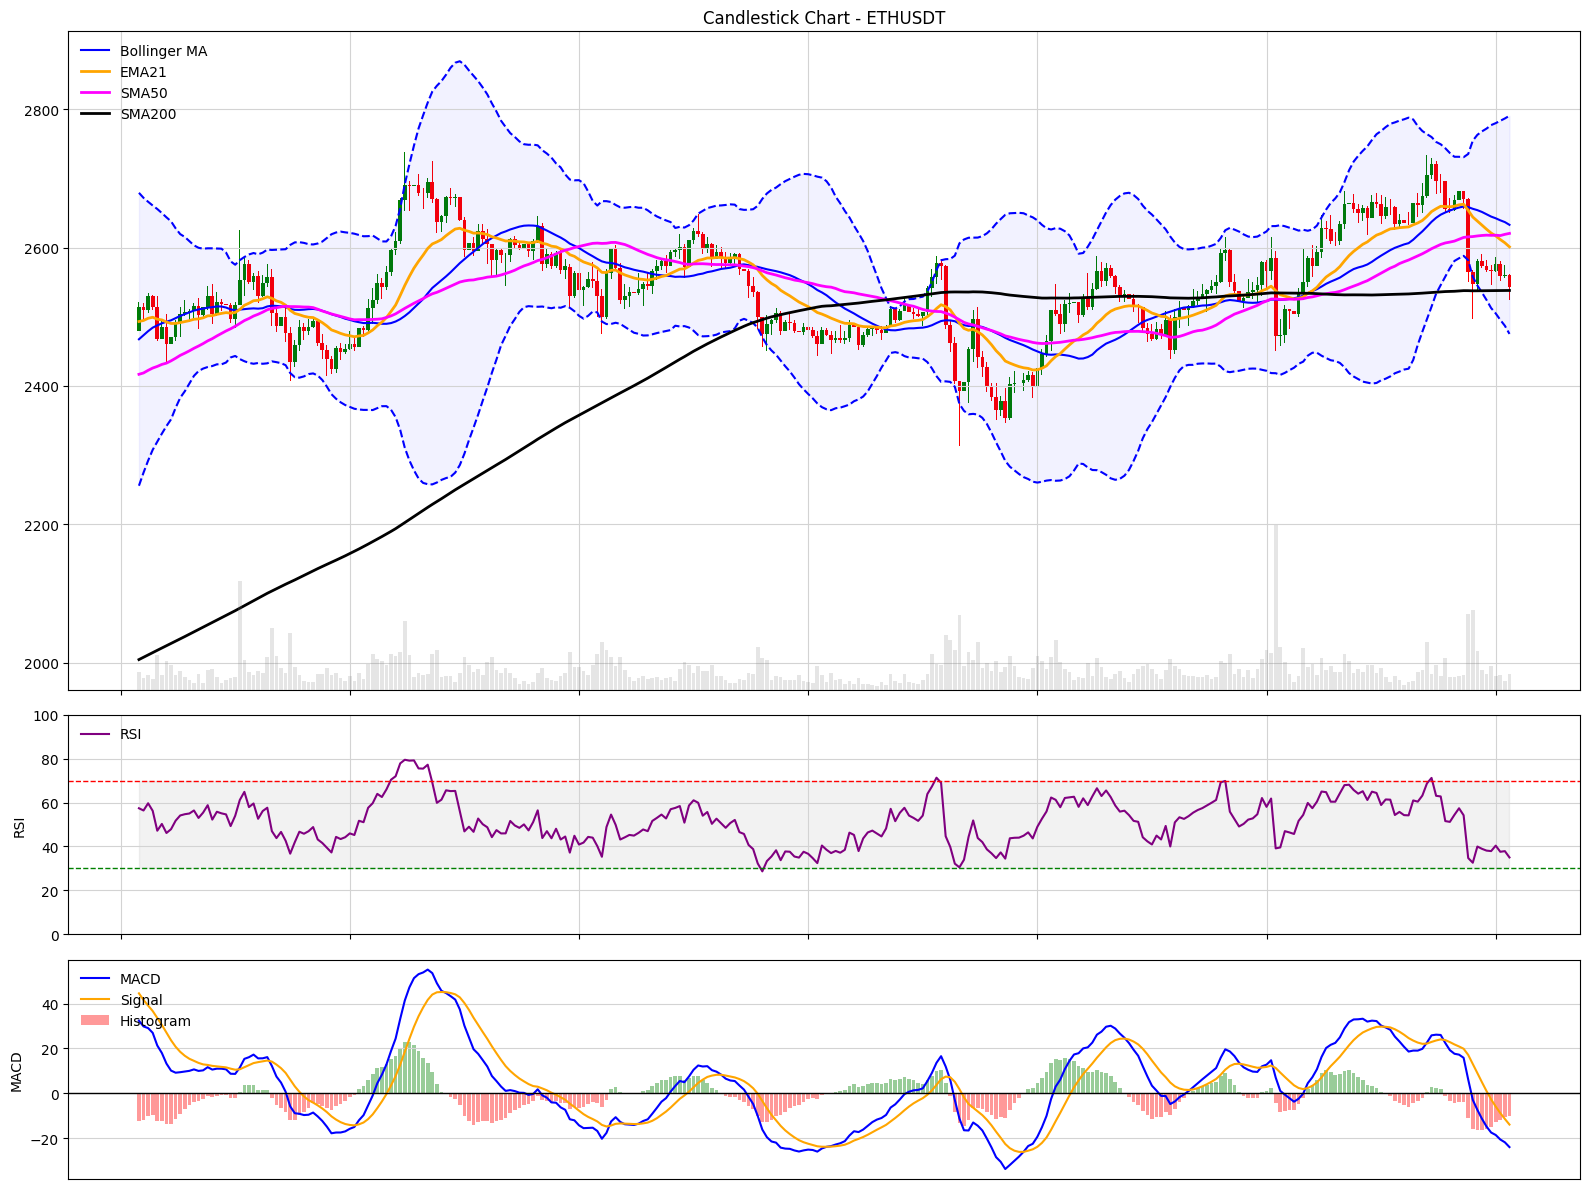 Candlestick Chart - ETHUSDT
Bollinger MA
EMA21
SMA50
SMA200
2800
2600
2400
2200
2000
100
80
60
40
20
0
RSI
RSI
MACD
Signal
Histogram
40
20
0
−20
MACD